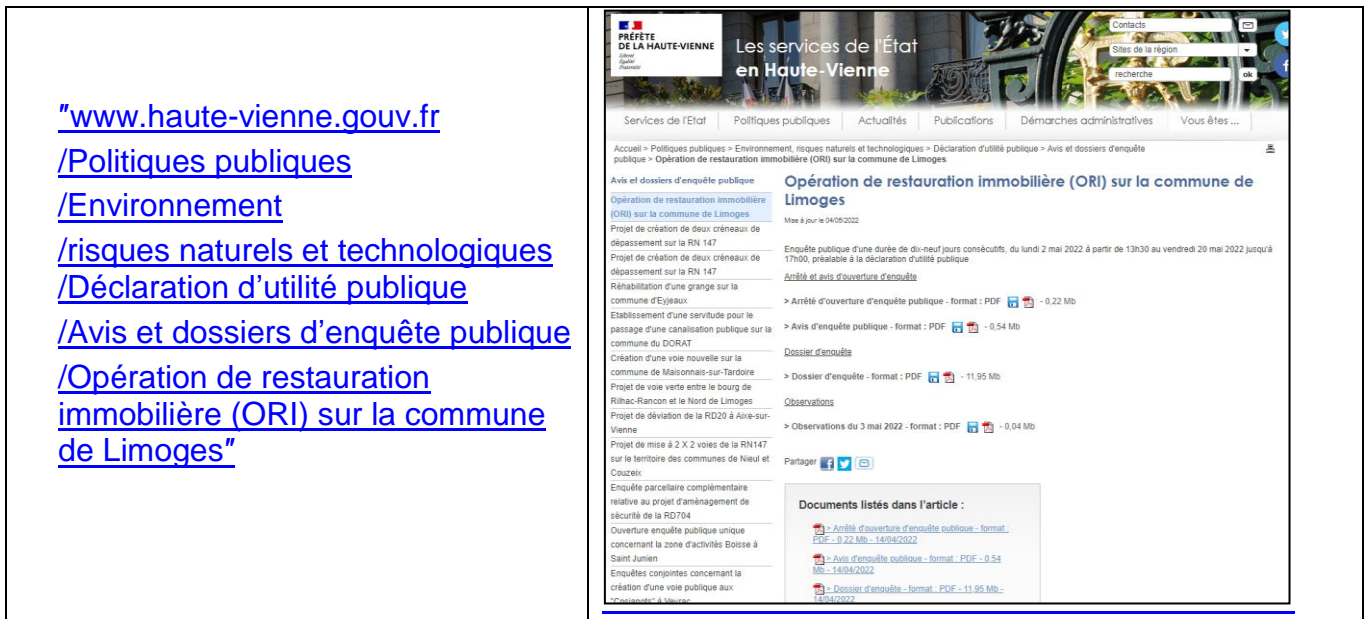 "www.haute-vienne.gouv.fr
/Politiques publiques
/Environnement
/risques naturels et technologiques
/Déclaration d'utilité publique
/Avis et dossiers d'enquête publique
/Opération de restauration
immobilière (ORI) sur la commune
de Limoges"
PRÉFÈTE
DE LA HAUTE-VIENNE
Liberté
Égalité
Fraternité
Les services de l'État
en Haute-Vienne
Contacts
Sites de la région
recherche
ok
Services de l'Etat
Politiques publiques
Actualités
Publications
Démarches administratives
Vous êtes ...
Accueil > Politiques publiques > Environnement, risques naturels et technologiques > Déclaration d'utilité publique > Avis et dossiers d'enquête
publique > Opération de restauration immobilière (ORI) sur la commune de Limoges
Avis et dossiers d'enquête publique
Opération de restauration immobilière
(ORI) sur la commune de Limoges
Projet de création de deux créneaux de
dépassement sur la RN 147
Projet de création de deux créneaux de
dépassement sur la RN 147
Réhabilitation d'une grange sur la
commune d'Eyjeaux
Etablissement d'une servitude pour le
passage d'une canalisation publique sur la
commune du DORAT
Création d'une voie nouvelle sur la
commune de Maisonnais-sur-Tardoire
Projet de voie verte entre le bourg de
Rilhac-Rancon et le Nord de Limoges
Projet de déviation de la RD20 à Aixe-sur-
Vienne
Projet de mise à 2 X 2 voies de la RN147
sur le territoire des communes de Nieul et
Couzeix
Enquête parcellaire complémentaire
relative au projet d'aménagement de
sécurité de la RD704
Ouverture enquête publique unique
concernant la zone d'activités Boisse à
Saint Junien
Enquêtes conjointes concernant la
création d'une voie publique aux
"Cosjanots" à Veyrac
Opération de restauration immobilière (ORI) sur la commune de
Limoges
Mise à jour le 04/05/2022
Enquête publique d'une durée de dix-neuf jours consécutifs, du lundi 2 mai 2022 à partir de 13h30 au vendredi 20 mai 2022 jusqu'à
17h00, préalable à la déclaration d'utilité publique
Arrêté et avis d'ouverture d'enquête
> Arrêté d'ouverture d'enquête publique - format : PDF - 0,22 Mb
> Avis d'enquête publique - format : PDF - 0,54 Mb
Dossier d'enquête
> Dossier d'enquête - format : PDF - 11,95 Mb
Observations
> Observations du 3 mai 2022 - format : PDF - 0,04 Mb
Partager
Documents listés dans l'article :
> Arrêté d'ouverture d'enquête publique - format :
PDF - 0,22 Mb - 14/04/2022
> Avis d'enquête publique - format : PDF - 0,54
Mb - 14/04/2022
> Dossier d'enquête - format : PDF - 11,95 Mb -
14/04/2022